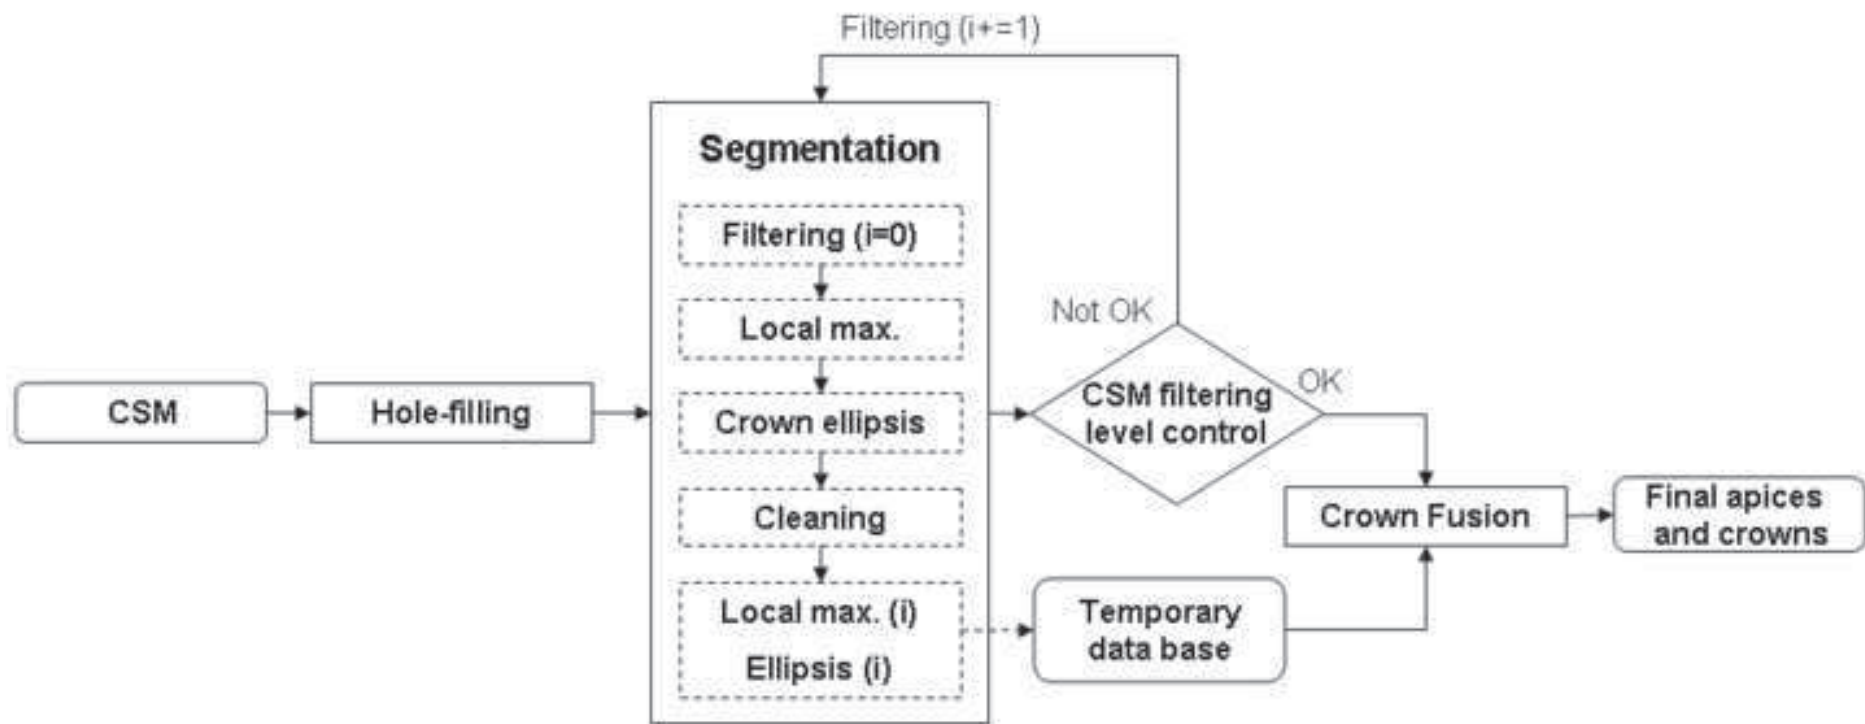 Filtering (i+=1)
Segmentation
Filtering (i=0)
Local max.
Crown ellipsis
Cleaning
Local max. (i)
Ellipsis (i)
CSM
Hole-filling
Not OK
OK
CSM filtering
level control
Temporary
data base
Crown Fusion
Final apices
and crowns